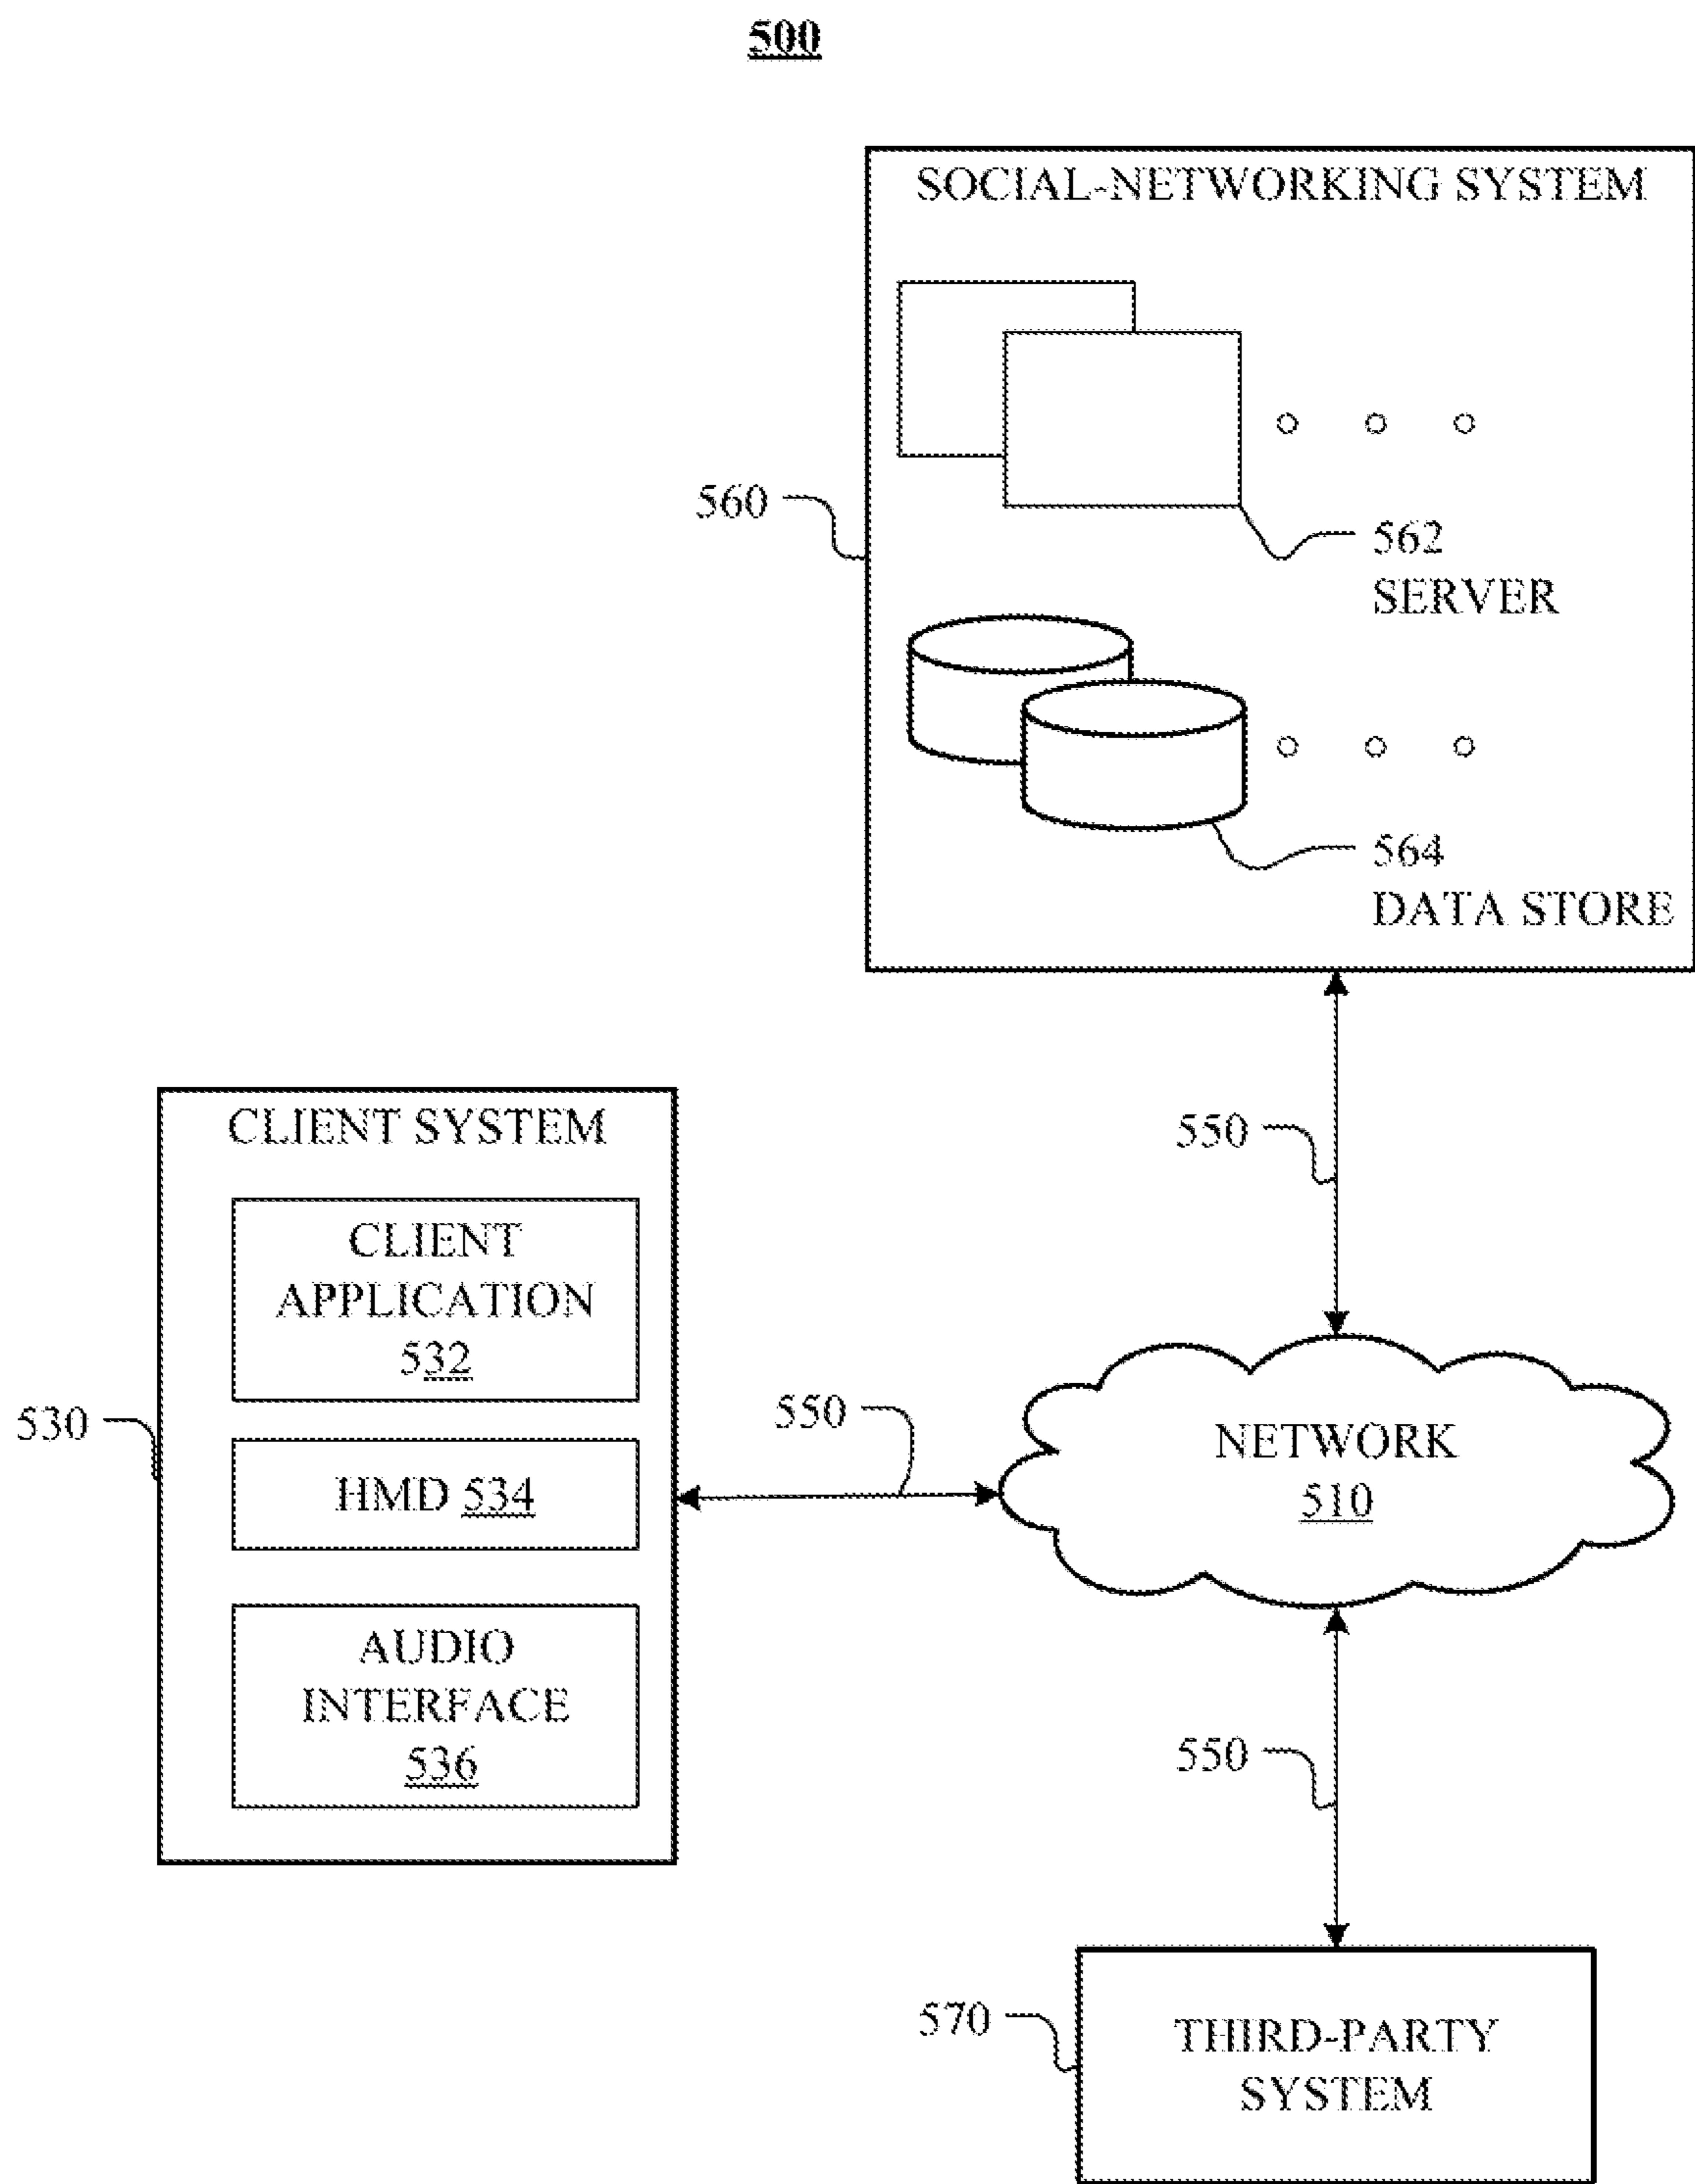 500
SOCIAL-NETWORKING SYSTEM
560
562
SERVER
564
DATA STORE
550
CLIENT SYSTEM
CLIENT
APPLICATION
532
530
HMD 534
AUDIO
INTERFACE
536
550
NETWORK
510
550
570
THIRD-PARTY
SYSTEM